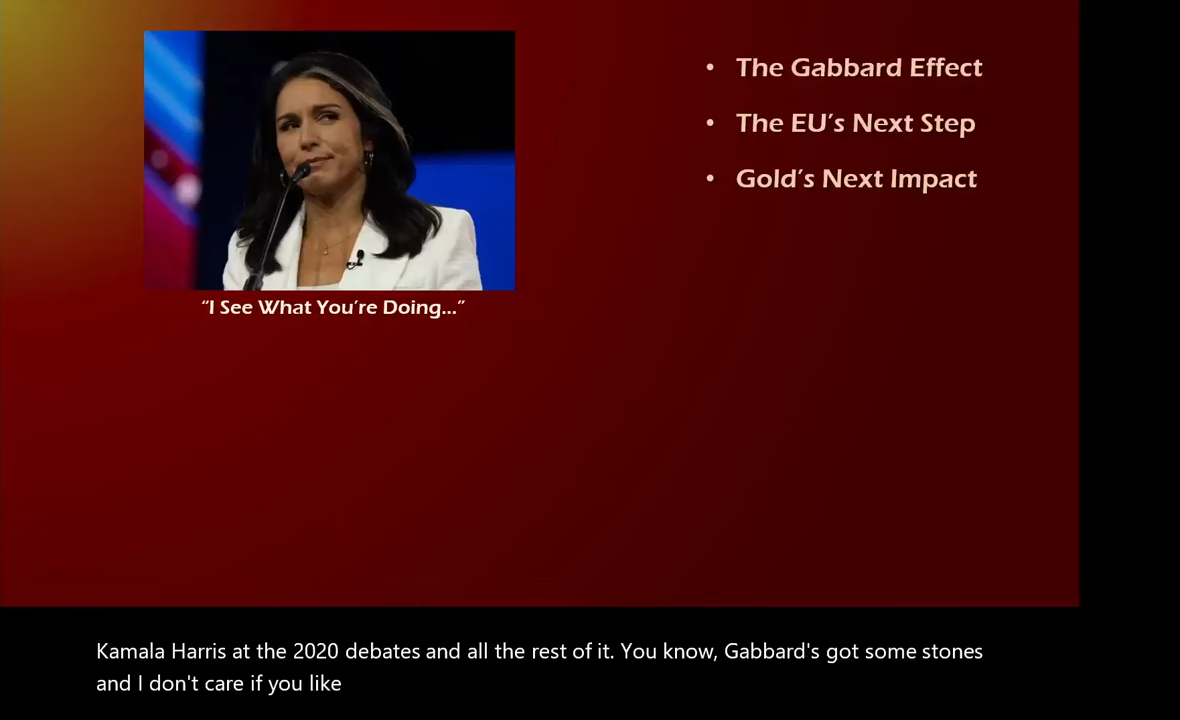 • The Gabbard Effect
• The EU's Next Step
• Gold's Next Impact
“I See What You're Doing...”
Kamala Harris at the 2020 debates and all the rest of it. You know, Gabbard's got some stones
and I don't care if you like